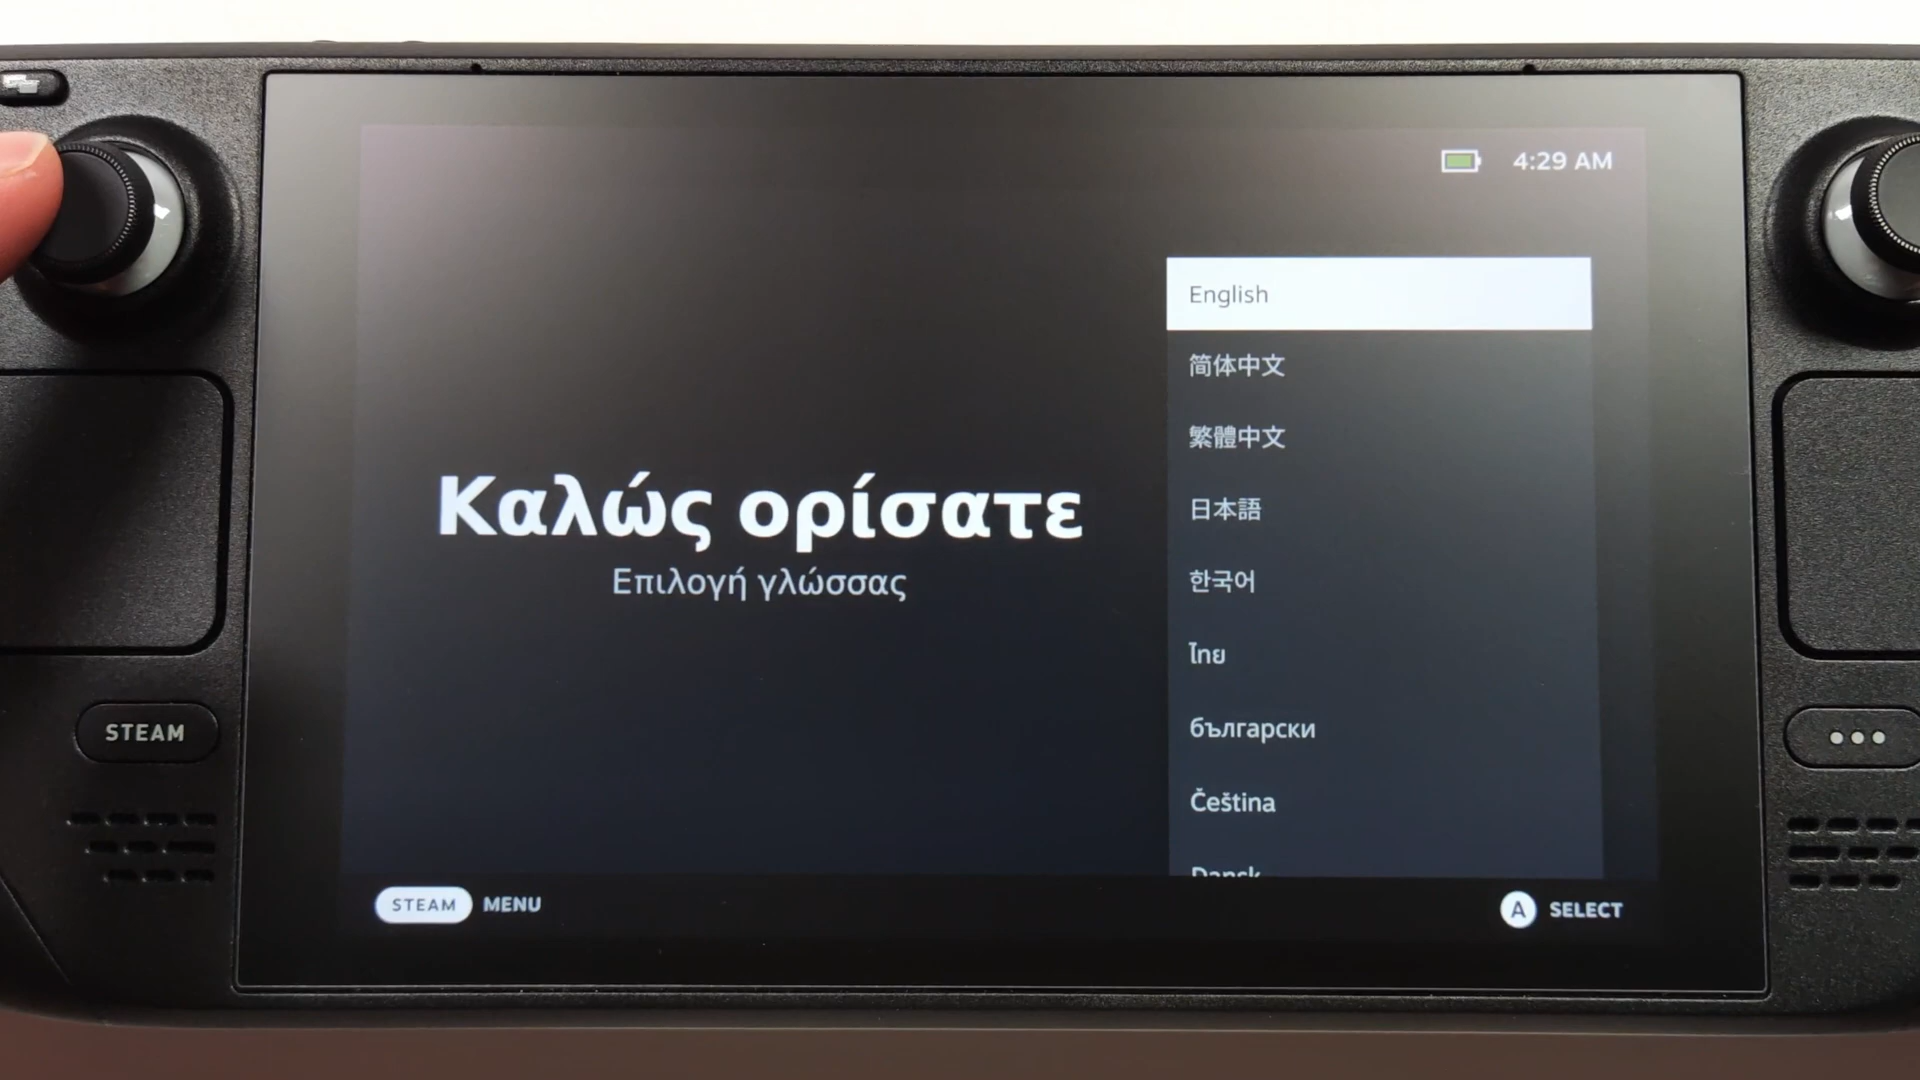 4:29 AM
English
简体中文
繁體中文
日本語
한국어
ไทย
български
Čeština
Dansk
Καλώς ορίσατε
Επιλογή γλώσσας
STEAM
STEAM MENU
A SELECT